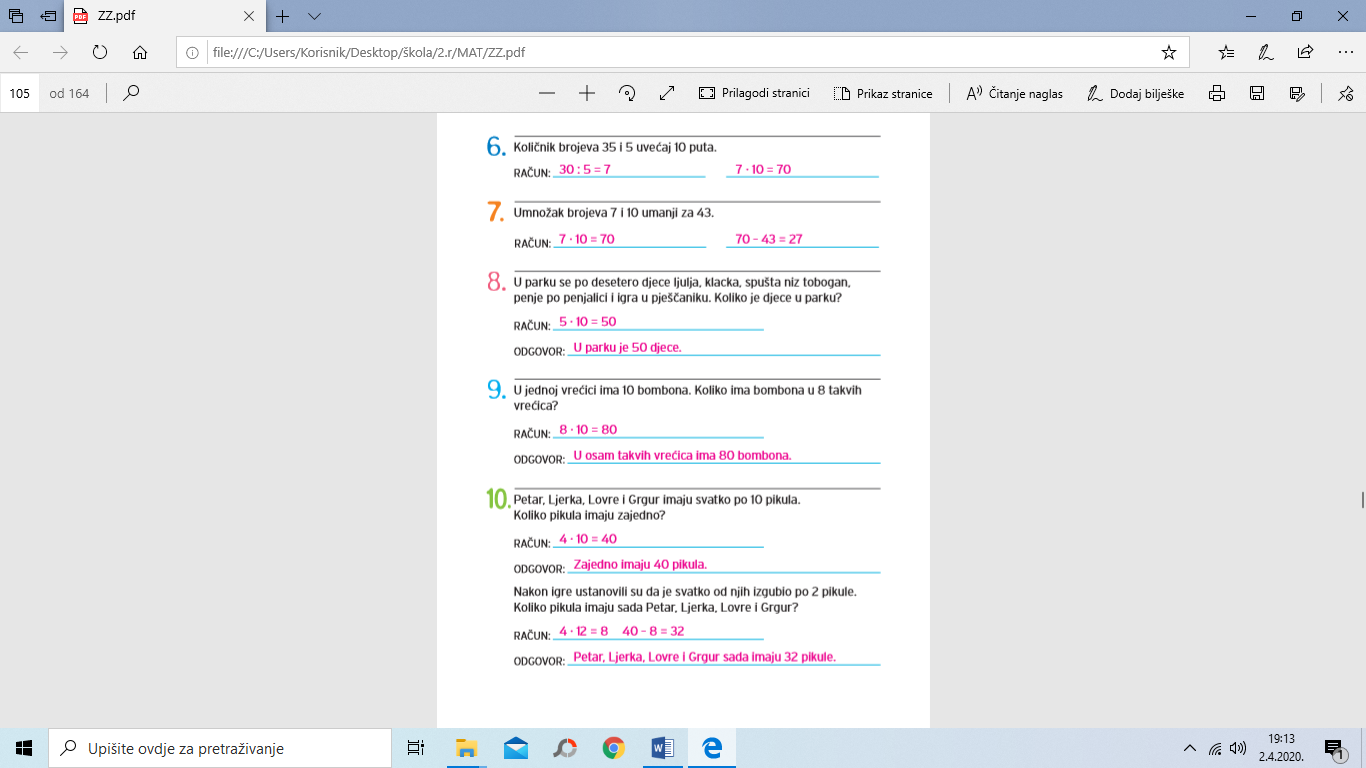 ZZ.pdf
file:///C:/Users/Korisnik/Desktop/škola/2.r/MAT/ZZ.pdf
105 od 164 Prilagodi stranici Prikaz stranice Čitanje naglas Dodaj bilješke
6. Količnik brojeva 35 i 5 uvećaj 10 puta.
RAČUN: 30 : 5 = 7 7 · 10 = 70
7. Umnožak brojeva 7 i 10 umanji za 43.
RAČUN: 7 · 10 = 70 70 – 43 = 27
8. U parku se po desetero djece ljulja, klacka, spušta niz tobogan,
penje po penjalici i igra u pješčaniku. Koliko je djece u parku?
RAČUN: 5 · 10 = 50
ODGOVOR: U parku je 50 djece.
9. U jednoj vrećici ima 10 bombona. Koliko ima bombona u 8 takvih
vrećica?
RAČUN: 8 · 10 = 80
ODGOVOR: U osam takvih vrećica ima 80 bombona.
10. Petar, Ljerka, Lovre i Grgur imaju svatko po 10 pikula.
Koliko pikula imaju zajedno?
RAČUN: 4 · 10 = 40
ODGOVOR: Zajedno imaju 40 pikula.
Nakon igre ustanovili su da je svatko od njih izgubio po 2 pikule.
Koliko pikula imaju sada Petar, Ljerka, Lovre i Grgur?
RAČUN: 4 · 12 = 8 40 – 8 = 32
ODGOVOR: Petar, Ljerka, Lovre i Grgur sada imaju 32 pikule.
Upišite ovdje za pretraživanje
19:13
2.4.2020.
1